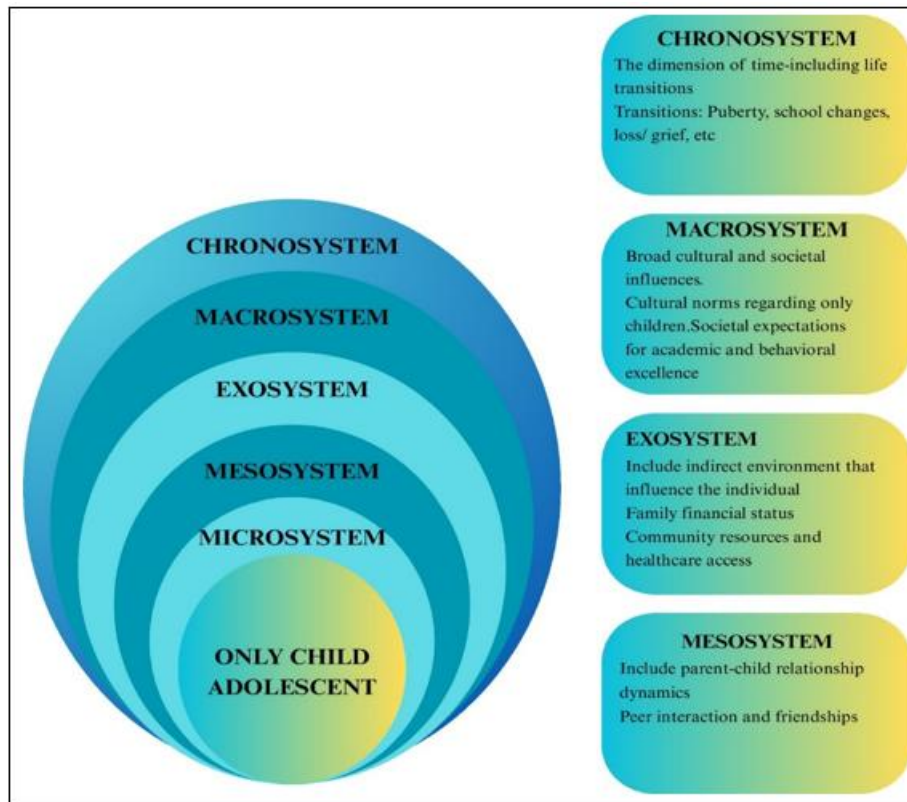 CHRONOSYSTEM
MACROSYSTEM
EXOSYSTEM
MESOSYSTEM
MICROSYSTEM
ONLY CHILD
ADOLESCENT
CHRONOSYSTEM
The dimension of time-including life
transitions
Transitions: Puberty, school changes,
loss/ grief, etc
MACROSYSTEM
Broad cultural and societal
influences.
Cultural norms regarding only
children.Societal expectations
for academic and behavioral
excellence
EXOSYSTEM
Include indirect environment that
influence the individual
Family financial status
Community resources and
healthcare access
MESOSYSTEM
Include parent-child relationship
dynamics
Peer interaction and friendships